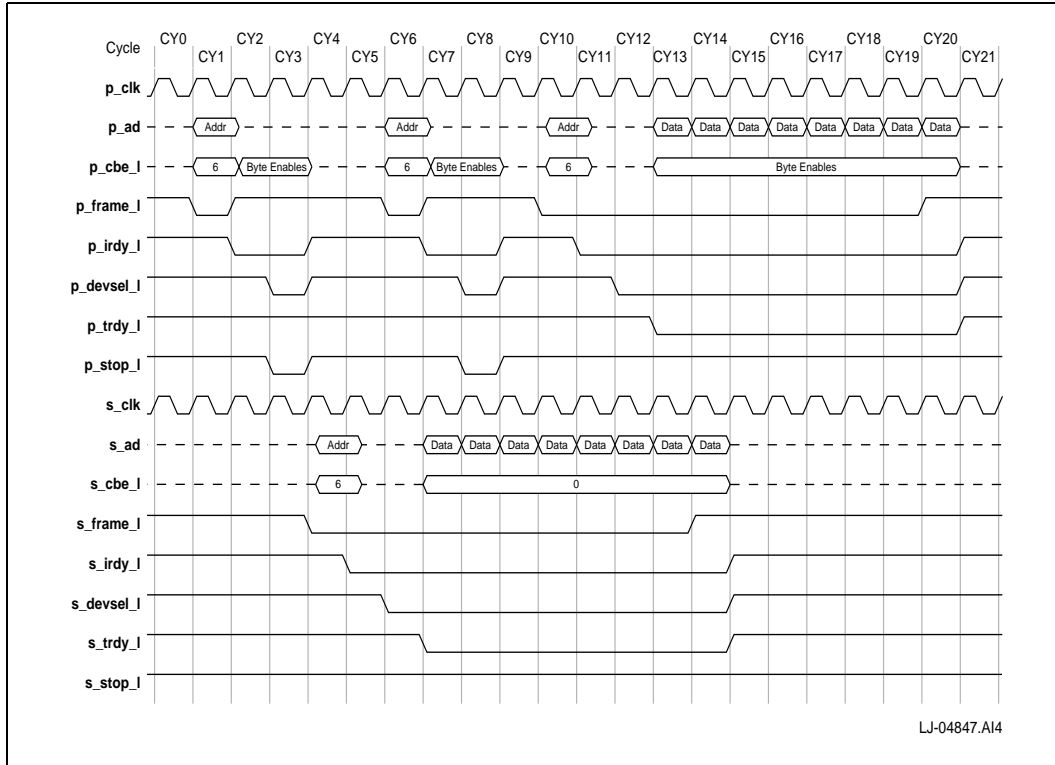 CY0 CY2 CY4 CY6 CY8 CY10 CY12 CY14 CY16 CY18 CY20
Cycle CY1 CY3 CY5 CY7 CY9 CY11 CY13 CY15 CY17 CY19 CY21
p_clk
p_ad Addr Addr Addr Data Data Data Data Data Data Data Data
p_cbe_l 6 Byte Enables 6 Byte Enables 6 Byte Enables
p_frame_l
p_irdy_l
p_devsel_l
p_trdy_l
p_stop_l
s_clk
s_ad Addr Data Data Data Data Data Data Data Data
s_cbe_l 6 0
s_frame_l
s_irdy_l
s_devsel_l
s_trdy_l
s_stop_l
LJ-04847.AI4